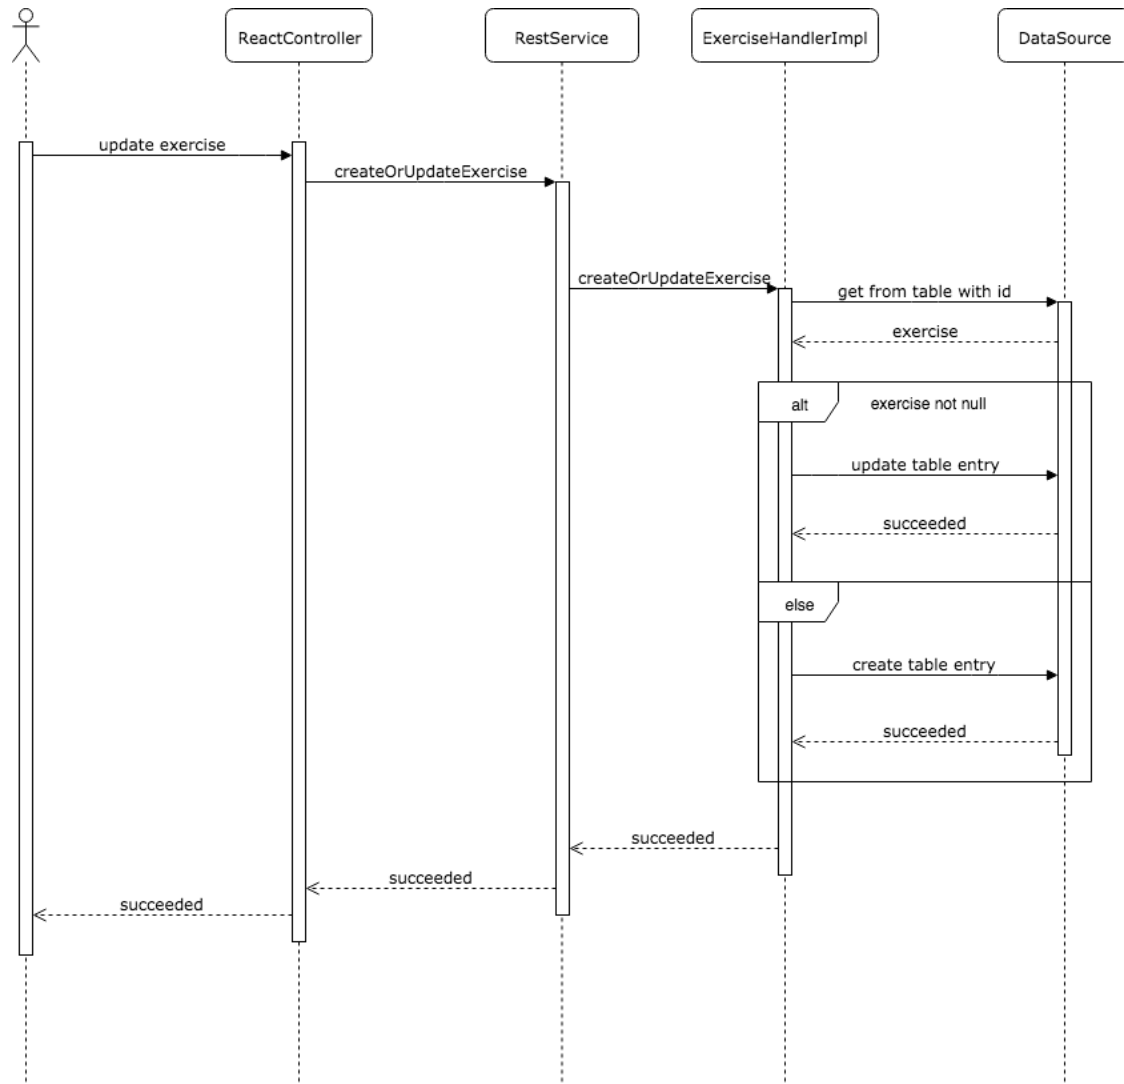 ReactController
RestService
ExerciseHandlerImpl
DataSource
update exercise
createOrUpdateExercise
createOrUpdateExercise
get from table with id
exercise
alt
exercise not null
update table entry
succeeded
else
create table entry
succeeded
succeeded
succeeded
succeeded